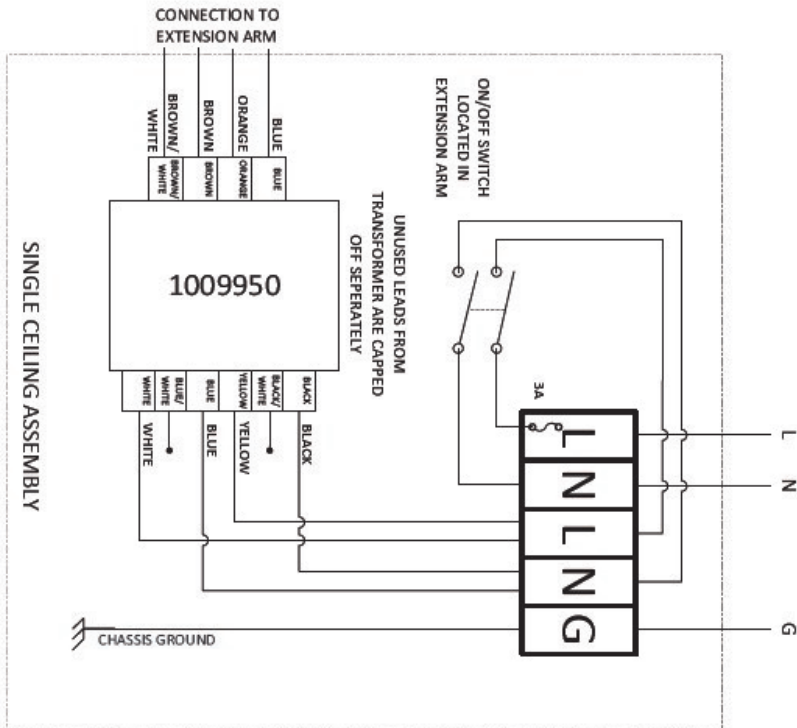 CONNECTION TO
EXTENSION ARM
BROWN/
WHITE
BROWN
ORANGE
BLUE
BROWN/
WHITE
BROWN
ORANGE
BLUE
1009950
UNUSED LEADS FROM
TRANSFORMER ARE CAPPED
OFF SEPERATELY
ON/OFF SWITCH
LOCATED IN
EXTENSION ARM
SINGLE CEILING ASSEMBLY
WHITE
BLUE/
WHITE
BLUE
YELLOW
BLACK/
WHITE
BLACK
WHITE
BLUE
YELLOW
BLACK
3A
L
N
L
N
G
L
N
G
CHASSIS GROUND